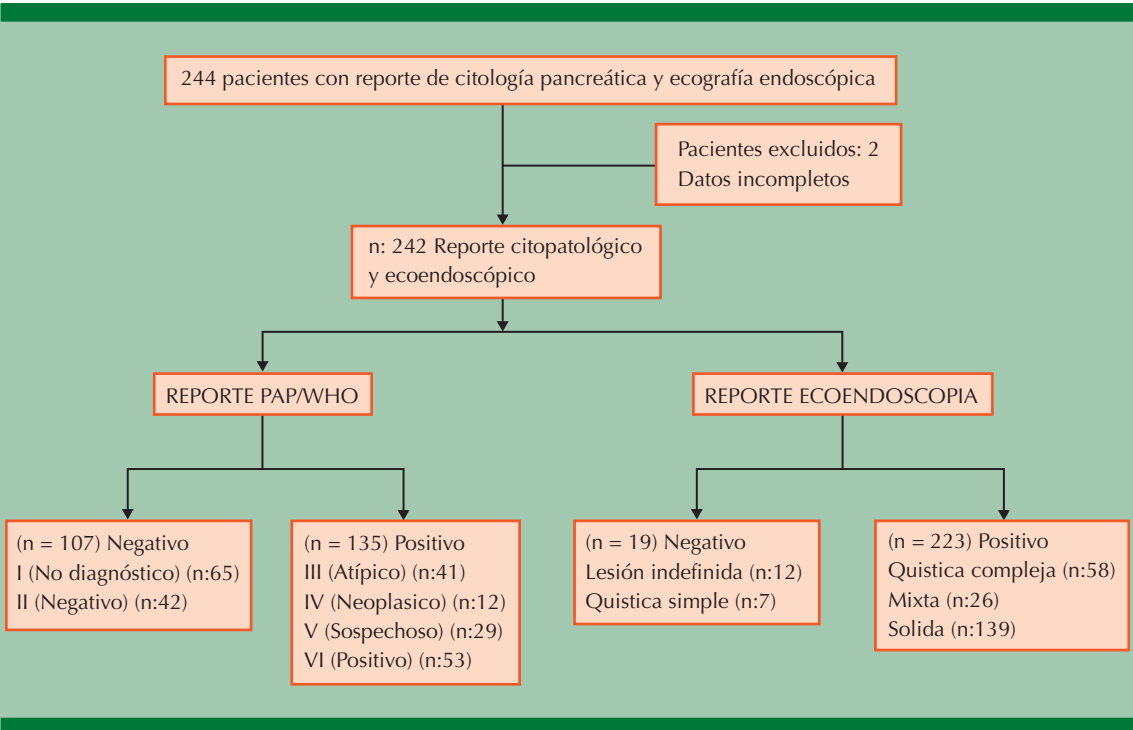 244 pacientes con reporte de citología pancreática y ecografía endoscópica
Pacientes excluidos: 2
Datos incompletos
n: 242 Reporte citopatológico
y ecoendoscópico
REPORTE PAP/WHO
REPORTE ECOENDOSCOPIA
(n = 107) Negativo
I (No diagnóstico) (n:65)
II (Negativo) (n:42)
(n = 135) Positivo
III (Atípico) (n:41)
IV (Neoplasico) (n:12)
V (Sospechoso) (n:29)
VI (Positivo) (n:53)
(n = 19) Negativo
Lesión indefinida (n:12)
Quistica simple (n:7)
(n = 223) Positivo
Quistica compleja (n:58)
Mixta (n:26)
Solida (n:139)